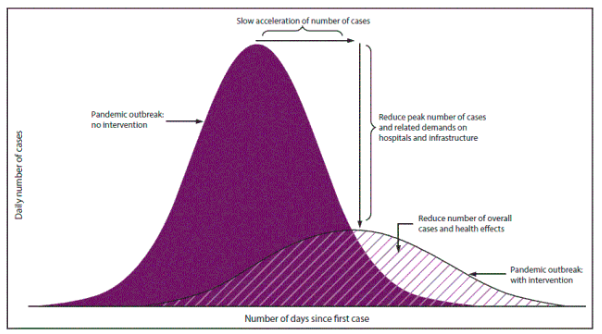 Slow acceleration of number of cases
Pandemic outbreak:
no intervention
Reduce peak number of cases
and related demands on
hospitals and infrastructure
Reduce number of overall
cases and health effects
Pandemic outbreak:
with intervention
Daily number of cases
Number of days since first case